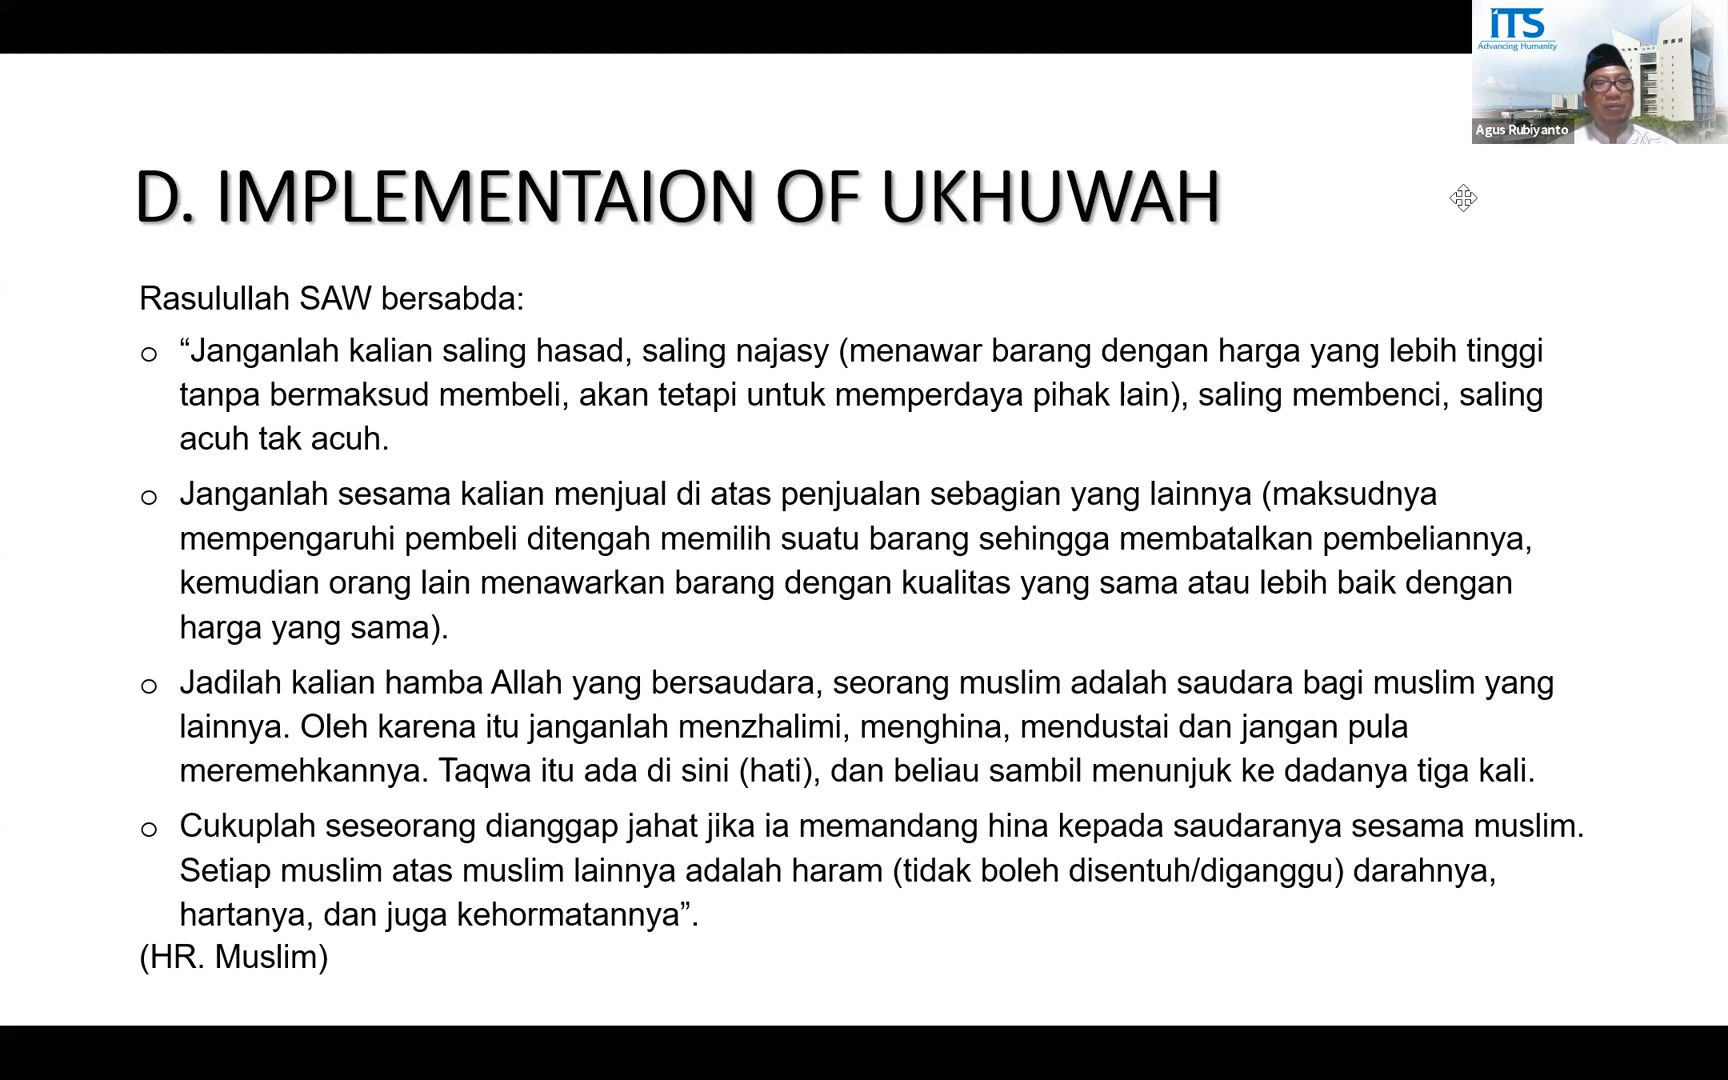 iTS
Advancing Humanity
Agus Rubiyanto
D. IMPLEMENTAION OF UKHUWAH
Rasulullah SAW bersabda:
o “Janganlah kalian saling hasad, saling najasy (menawar barang dengan harga yang lebih tinggi
tanpa bermaksud membeli, akan tetapi untuk memperdaya pihak lain), saling membenci, saling
acuh tak acuh.
o Janganlah sesama kalian menjual di atas penjualan sebagian yang lainnya (maksudnya
mempengaruhi pembeli ditengah memilih suatu barang sehingga membatalkan pembeliannya,
kemudian orang lain menawarkan barang dengan kualitas yang sama atau lebih baik dengan
harga yang sama).
o Jadilah kalian hamba Allah yang bersaudara, seorang muslim adalah saudara bagi muslim yang
lainnya. Oleh karena itu janganlah menzhalimi, menghina, mendustai dan jangan pula
meremehkannya. Taqwa itu ada di sini (hati), dan beliau sambil menunjuk ke dadanya tiga kali.
o Cukuplah seseorang dianggap jahat jika ia memandang hina kepada saudaranya sesama muslim.
Setiap muslim atas muslim lainnya adalah haram (tidak boleh disentuh/diganggu) darahnya,
hartanya, dan juga kehormatannya”.
(HR. Muslim)